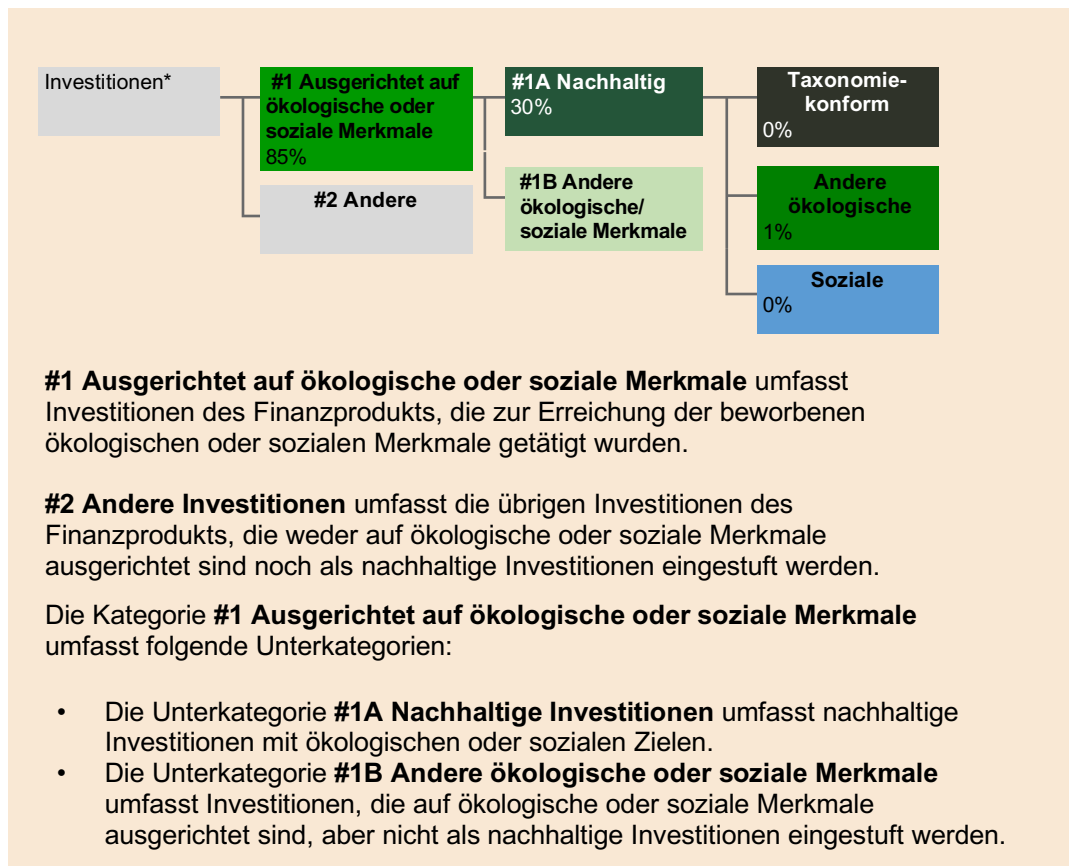 Investitionen*
#1 Ausgerichtet auf
ökologische oder
soziale Merkmale
85%
#2 Andere
#1A Nachhaltig
30%
#1B Andere
ökologische/
soziale Merkmale
Taxonomie-
konform
0%
Andere
ökologische
1%
Soziale
0%
#1 Ausgerichtet auf ökologische oder soziale Merkmale umfasst
Investitionen des Finanzprodukts, die zur Erreichung der beworbenen
ökologischen oder sozialen Merkmale getätigt wurden.
#2 Andere Investitionen umfasst die übrigen Investitionen des
Finanzprodukts, die weder auf ökologische oder soziale Merkmale
ausgerichtet sind noch als nachhaltige Investitionen eingestuft werden.
Die Kategorie #1 Ausgerichtet auf ökologische oder soziale Merkmale
umfasst folgende Unterkategorien:
• Die Unterkategorie #1A Nachhaltige Investitionen umfasst nachhaltige
Investitionen mit ökologischen oder sozialen Zielen.
• Die Unterkategorie #1B Andere ökologische oder soziale Merkmale
umfasst Investitionen, die auf ökologische oder soziale Merkmale
ausgerichtet sind, aber nicht als nachhaltige Investitionen eingestuft werden.